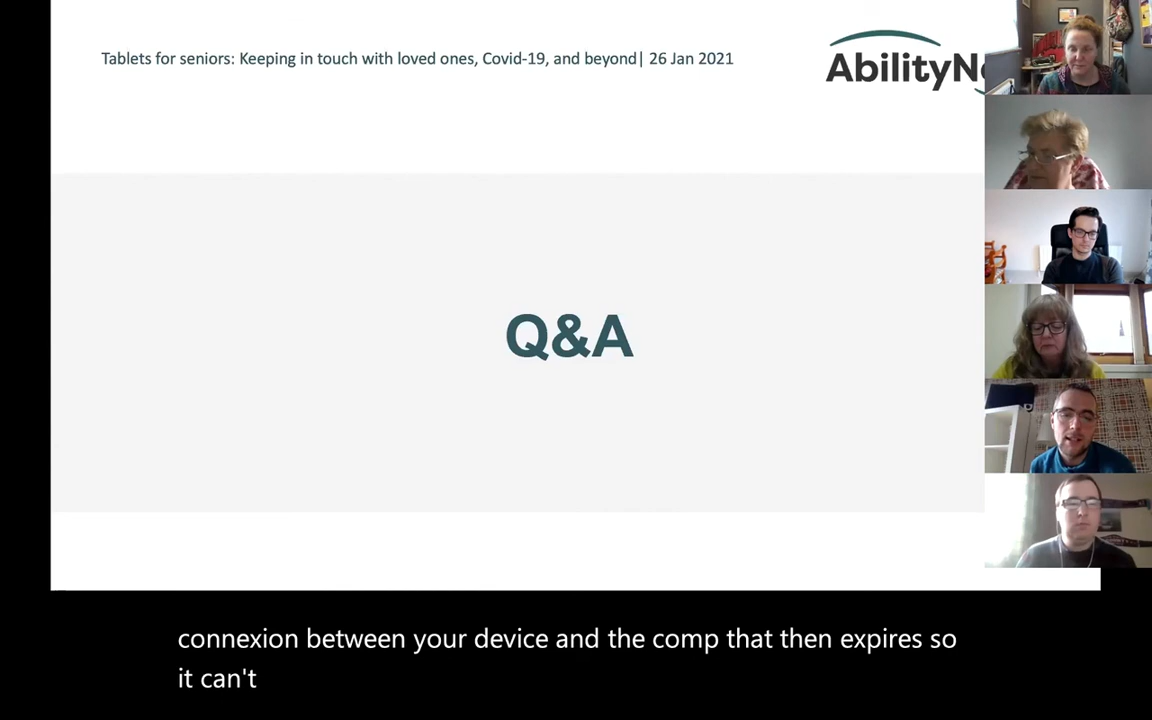 Tablets for seniors: Keeping in touch with loved ones, Covid-19, and beyond| 26 Jan 2021
AbilityN
Q&A
connexion between your device and the comp that then expires so
it can't